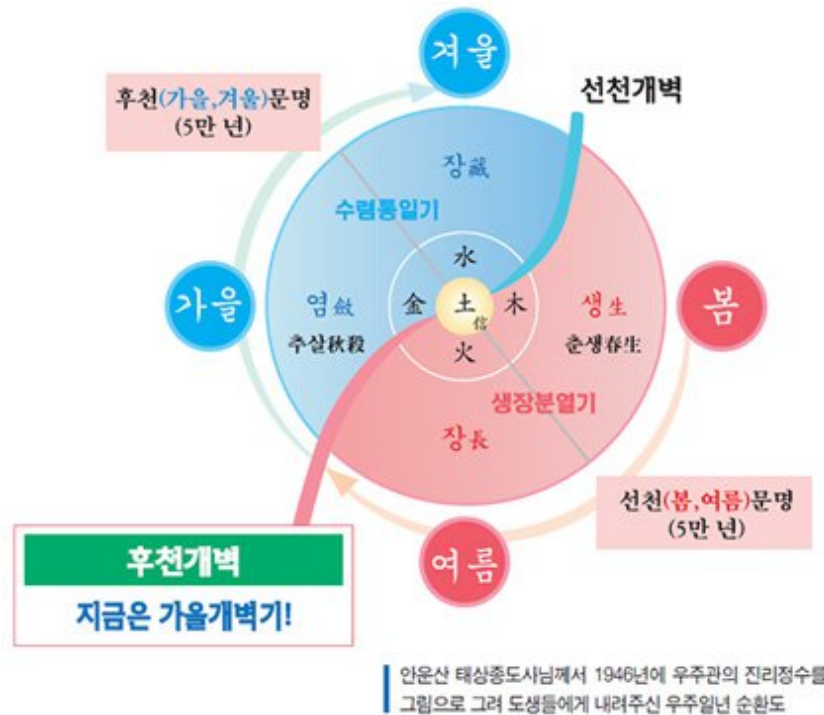 겨울
후천(가을,겨울)문명
(5만 년)
선천개벽
장藏
수렴통일기
水
가을
염斂
金
土
信
木
생生
봄
추살秋殺
춘생春生
火
생장분열기
장長
선천(봄,여름)문명
(5만 년)
후천개벽
여름
지금은 가을개벽기!
안운산 태상종도사님께서 1946년에 우주관의 진리정수를
그림으로 그려 도생들에게 내려주신 우주일년 순환도